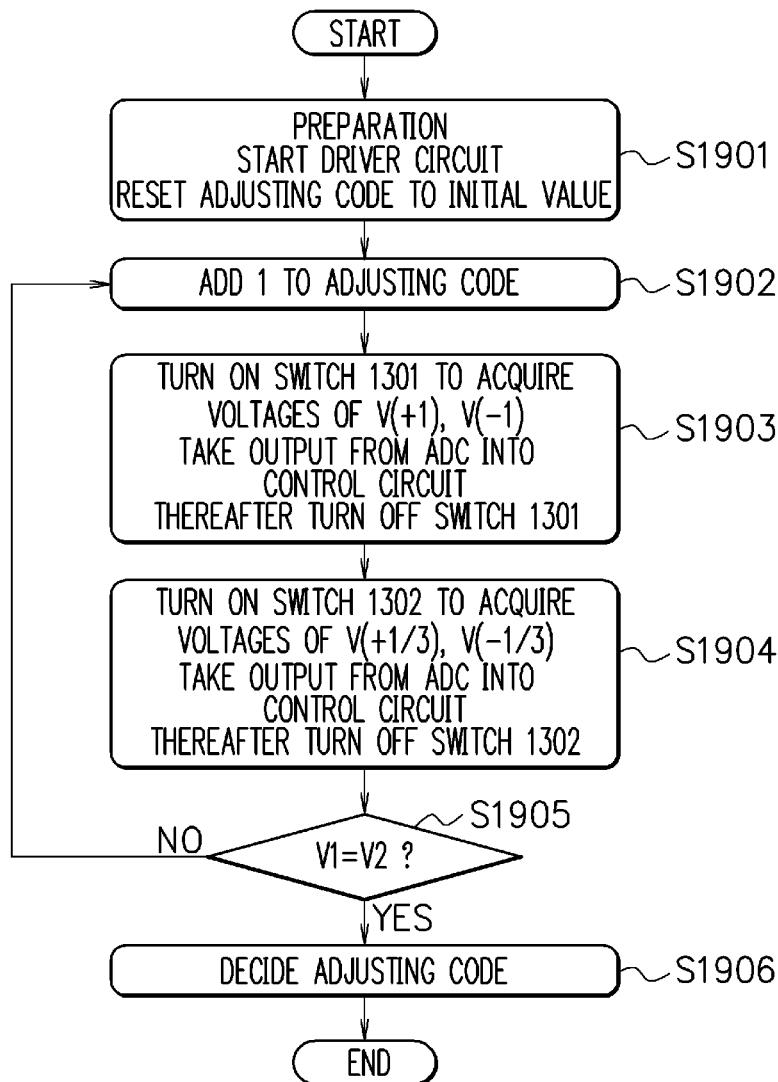 START
PREPARATION
START DRIVER CIRCUIT
RESET ADJUSTING CODE TO INITIAL VALUE
S1901
ADD 1 TO ADJUSTING CODE
S1902
TURN ON SWITCH 1301 TO ACQUIRE
VOLTAGES OF V(+1), V(-1)
TAKE OUTPUT FROM ADC INTO
CONTROL CIRCUIT
THEREAFTER TURN OFF SWITCH 1301
S1903
TURN ON SWITCH 1302 TO ACQUIRE
VOLTAGES OF V(+1/3), V(-1/3)
TAKE OUTPUT FROM ADC INTO
CONTROL CIRCUIT
THEREAFTER TURN OFF SWITCH 1302
S1904
S1905
NO
V1=V2 ?
YES
DECIDE ADJUSTING CODE
S1906
END